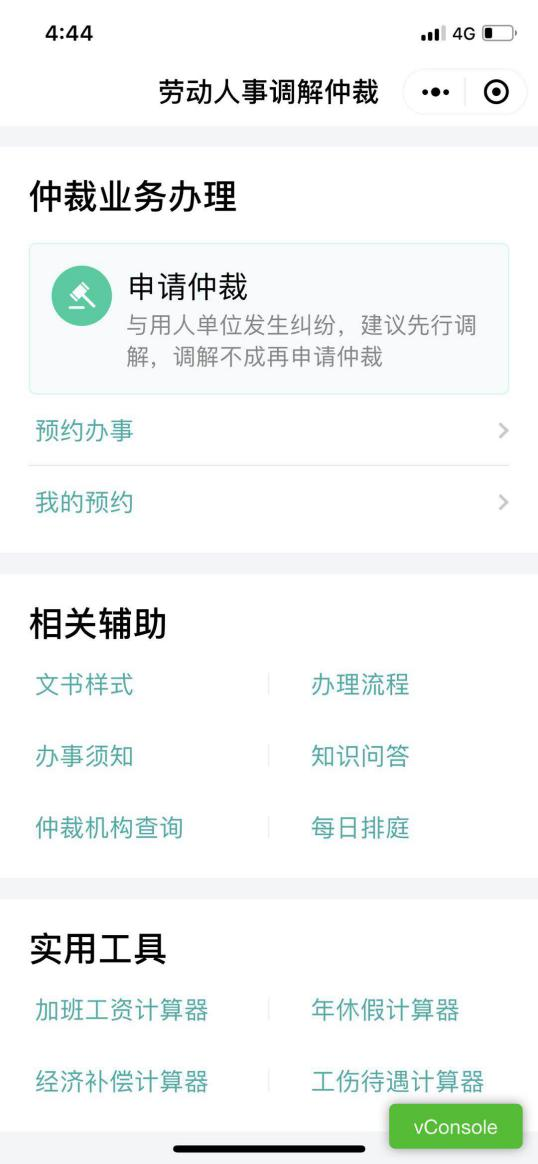 4:44
4G
劳动人事调解仲裁
仲裁业务办理
申请仲裁
与用人单位发生纠纷，建议先行调
解，调解不成再申请仲裁
预约办事
我的预约
相关辅助
文书样式 办理流程
办事须知 知识问答
仲裁机构查询 每日排庭
实用工具
加班工资计算器 年休假计算器
经济补偿计算器 工伤待遇计算器
vConsole